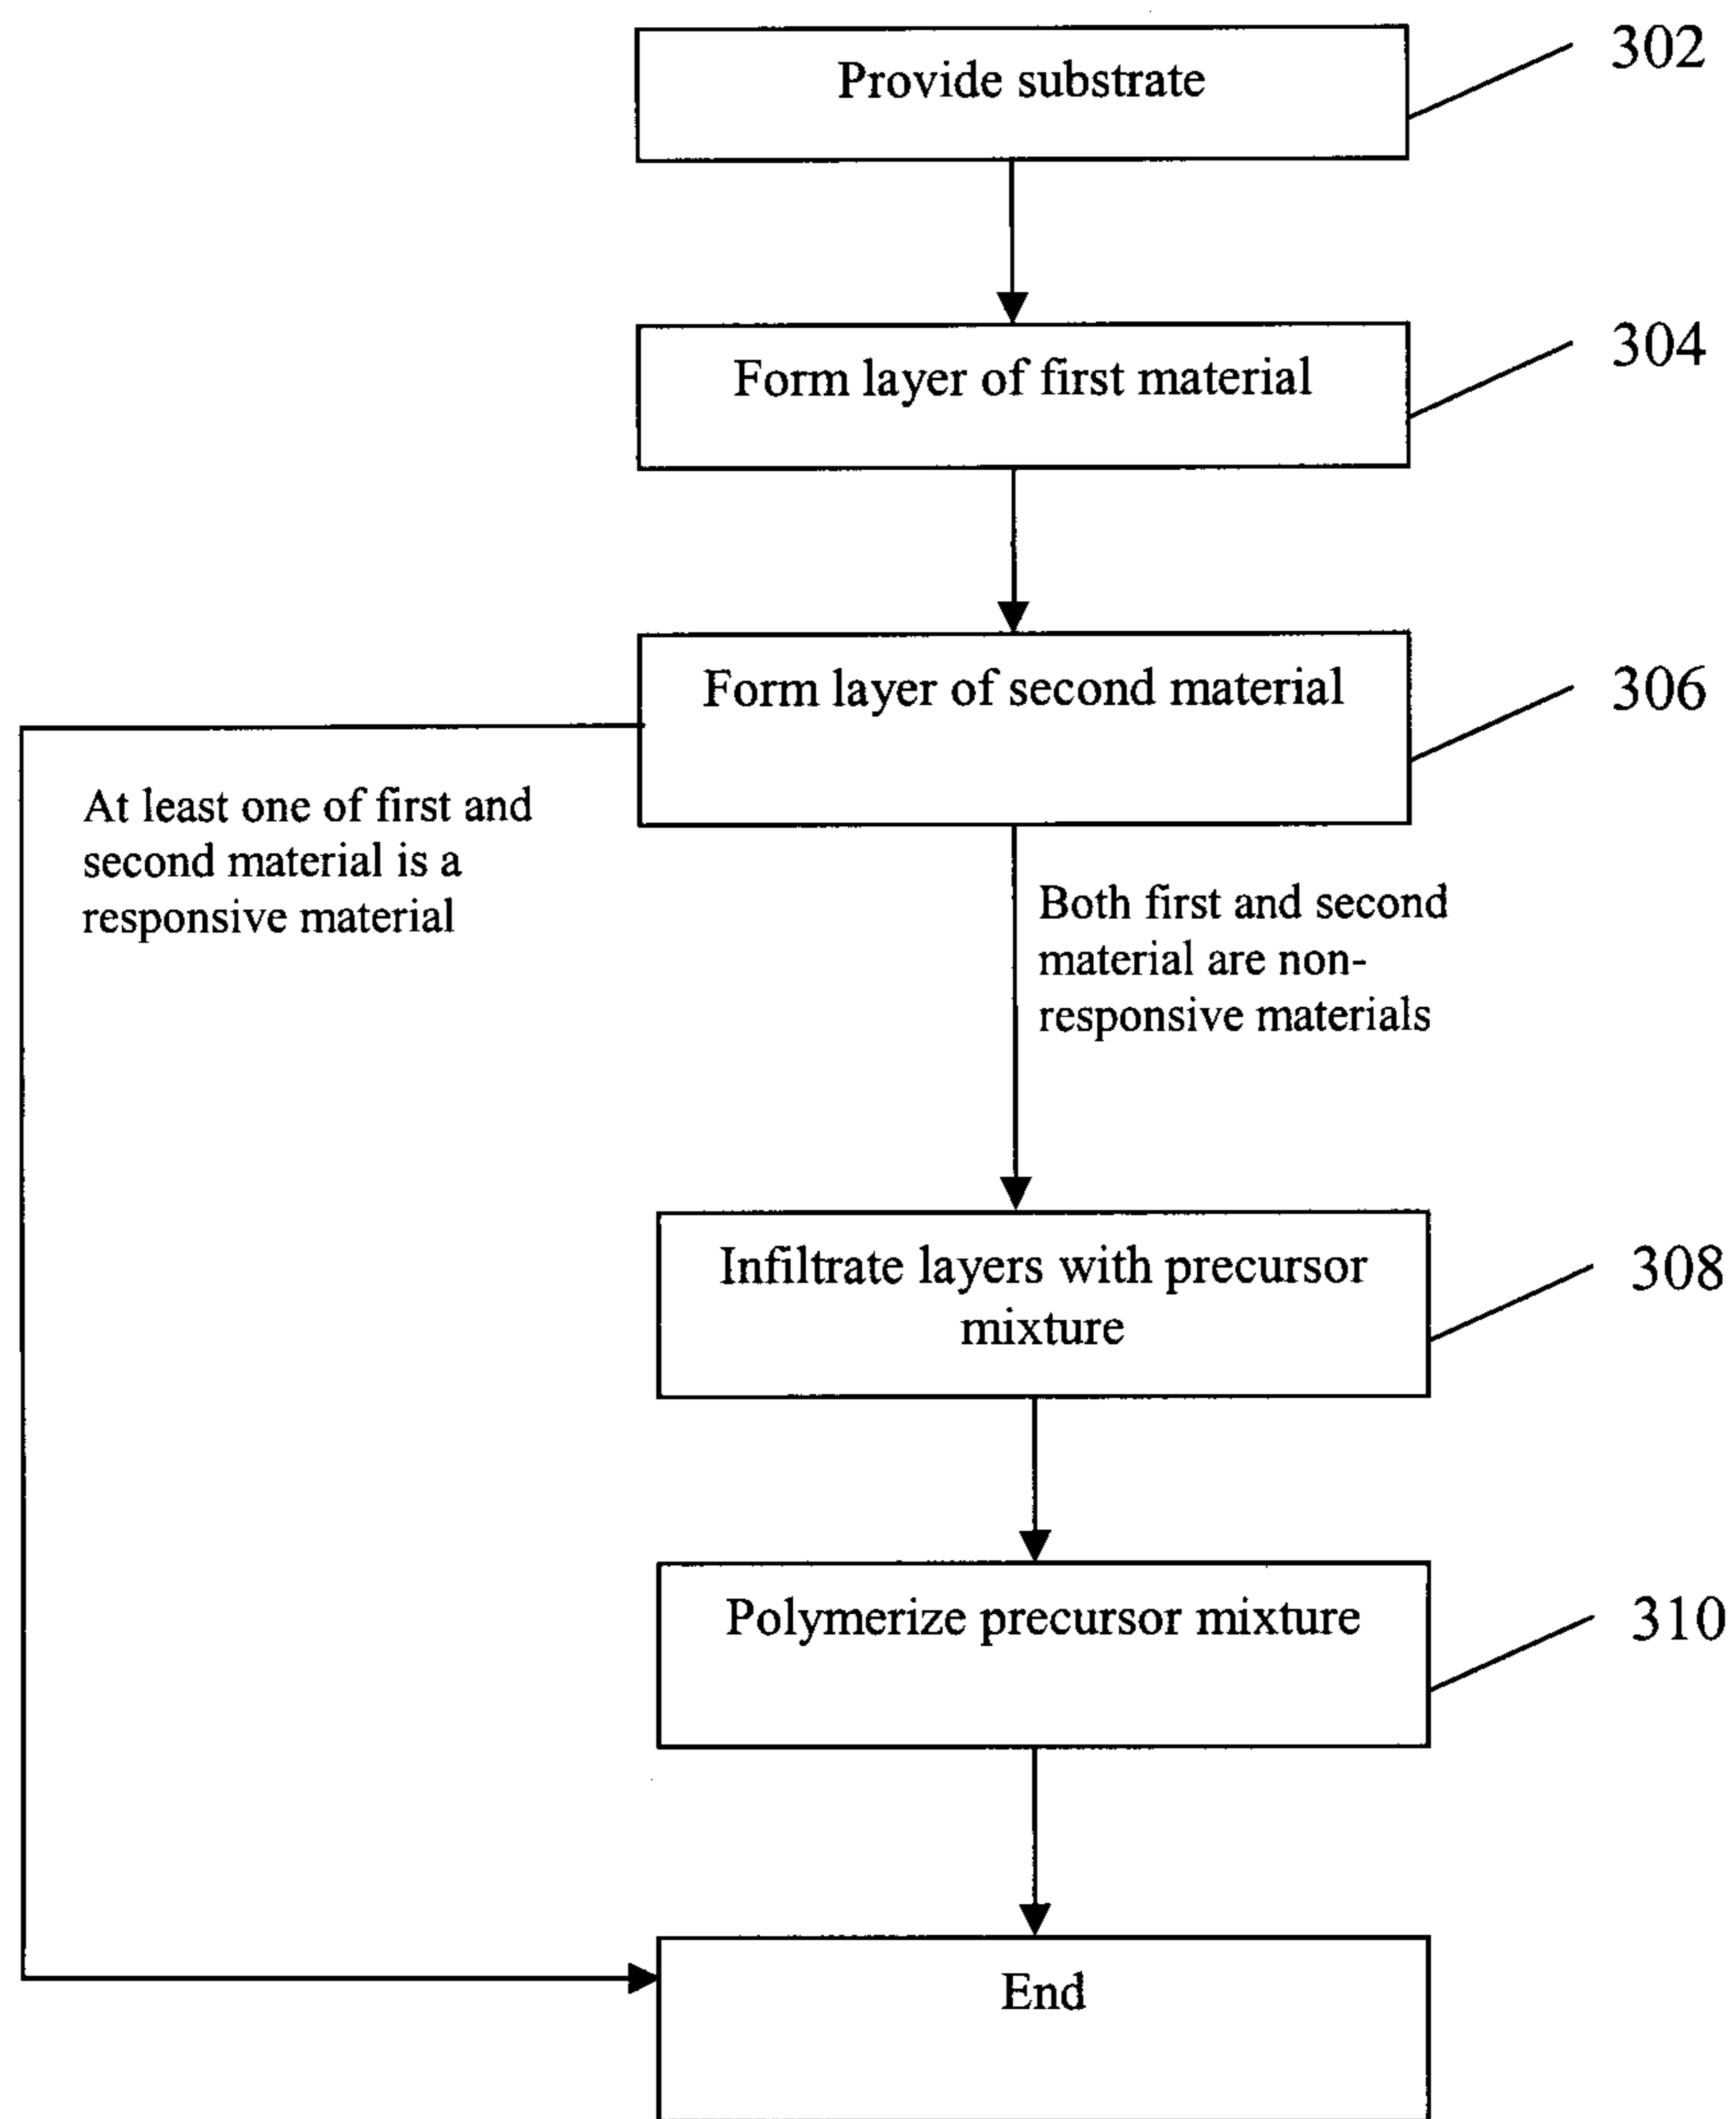 Provide substrate
302
Form layer of first material
304
Form layer of second material
306
At least one of first and
second material is a
responsive material
Both first and second
material are non-
responsive materials
Infiltrate layers with precursor
mixture
308
Polymerize precursor mixture
310
End